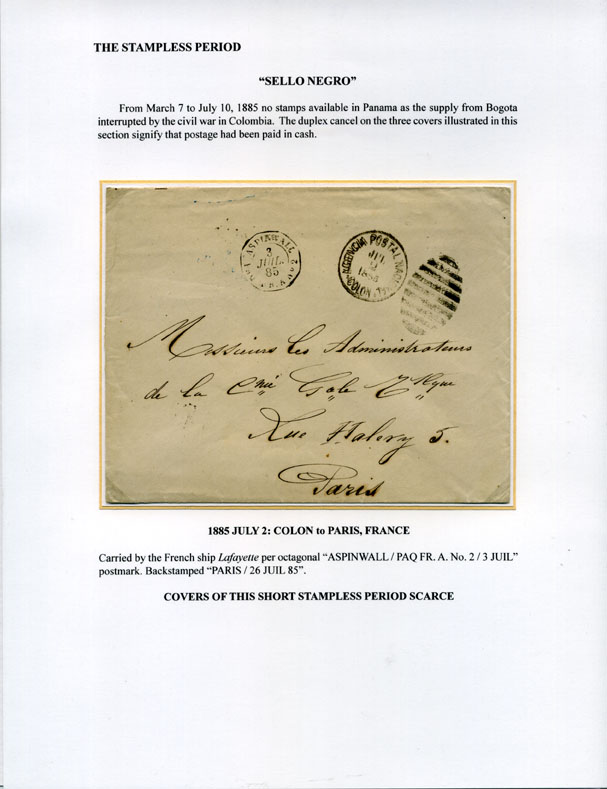 THE STAMPLESS PERIOD
“SELLO NEGRO”
From March 7 to July 10, 1885 no stamps available in Panama as the supply from Bogota
interrupted by the civil war in Colombia. The duplex cancel on the three covers illustrated in this
section signify that postage had been paid in cash.
ASPINWALL
3
JUIL
85
AGENCIA POSTAL NACL
COLON
Messieurs les Administrateurs
de la Cnie Gale
Rue Halevy 5.
Paris
1885 JULY 2: COLON to PARIS, FRANCE
Carried by the French ship Lafayette per octagonal “ASPINWALL / PAQ FR. A. No. 2 / 3 JUIL”
postmark. Backstamped “PARIS / 26 JUIL 85”.
COVERS OF THIS SHORT STAMPLESS PERIOD SCARCE